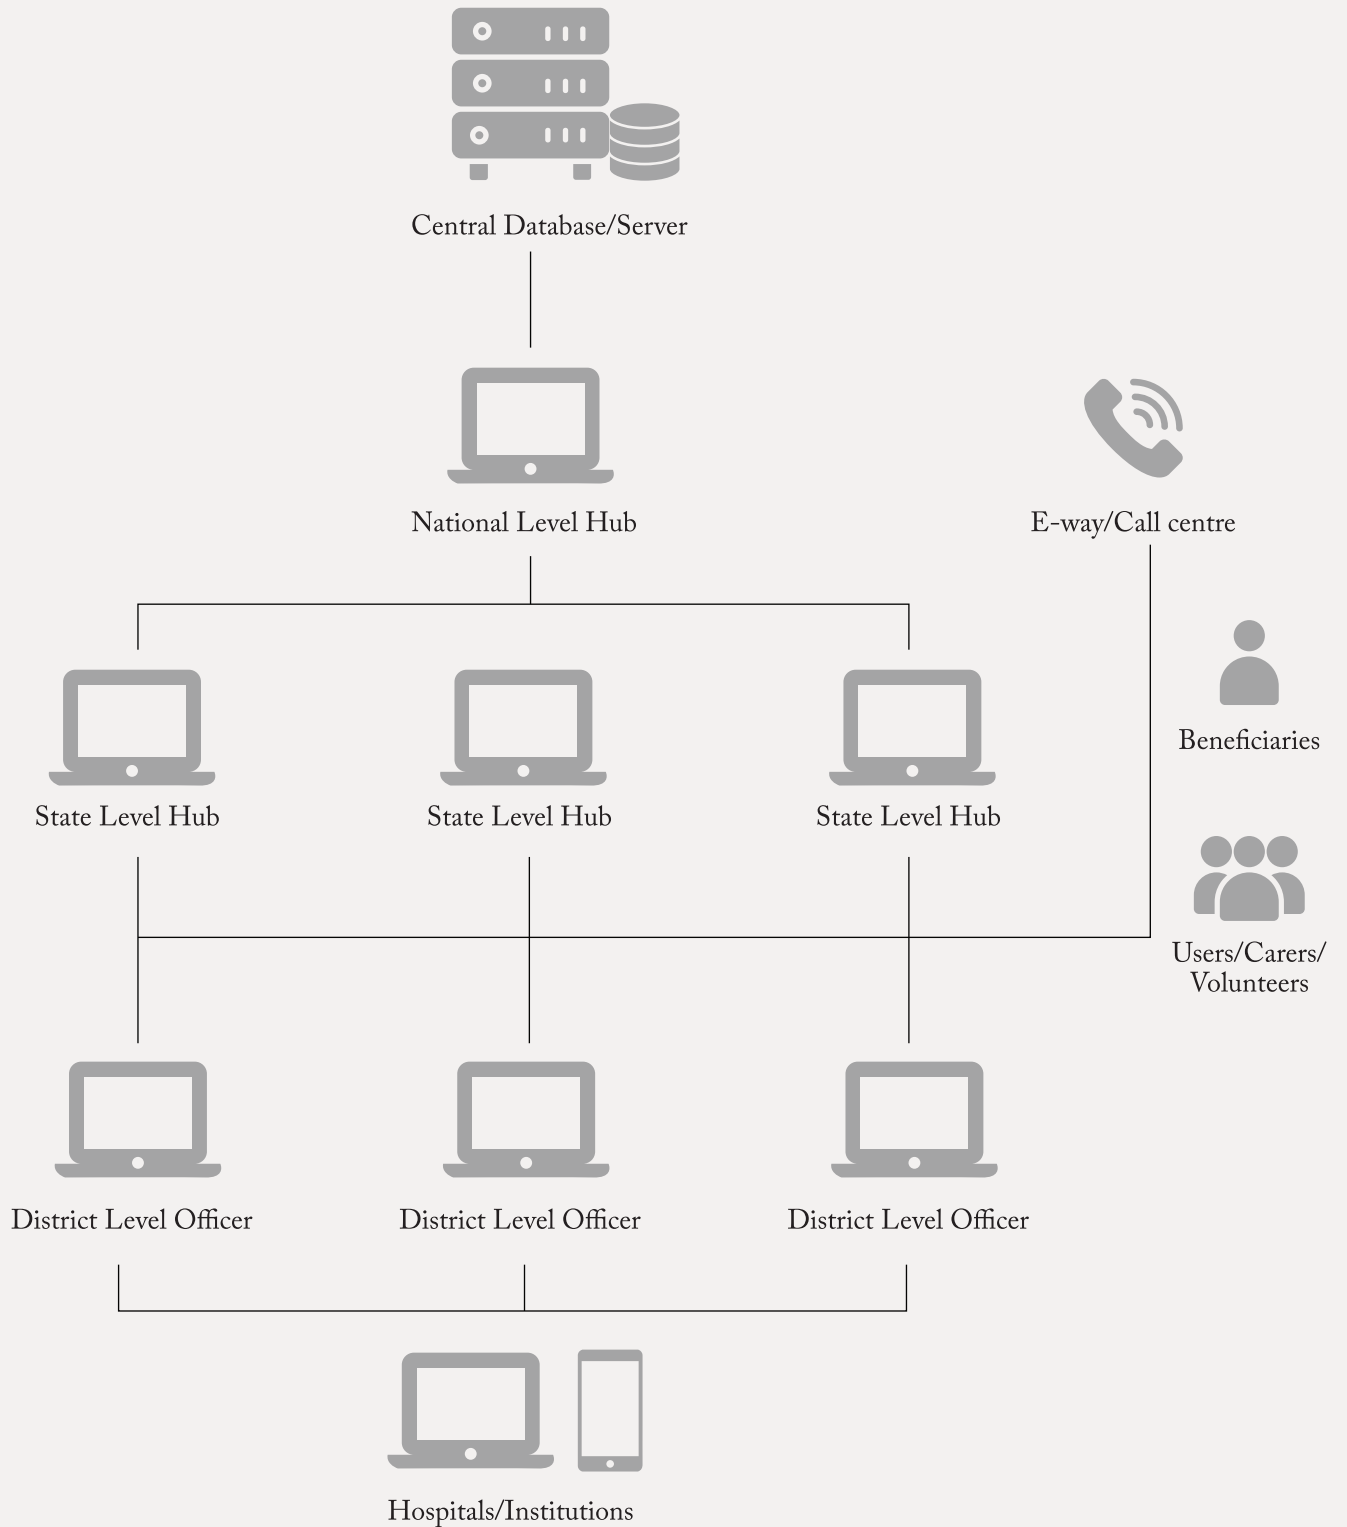 Central Database/Server
National Level Hub
E-way/Call centre
Beneficiaries
State Level Hub
State Level Hub
State Level Hub
Users/Carers/
Volunteers
District Level Officer
District Level Officer
District Level Officer
Hospitals/Institutions